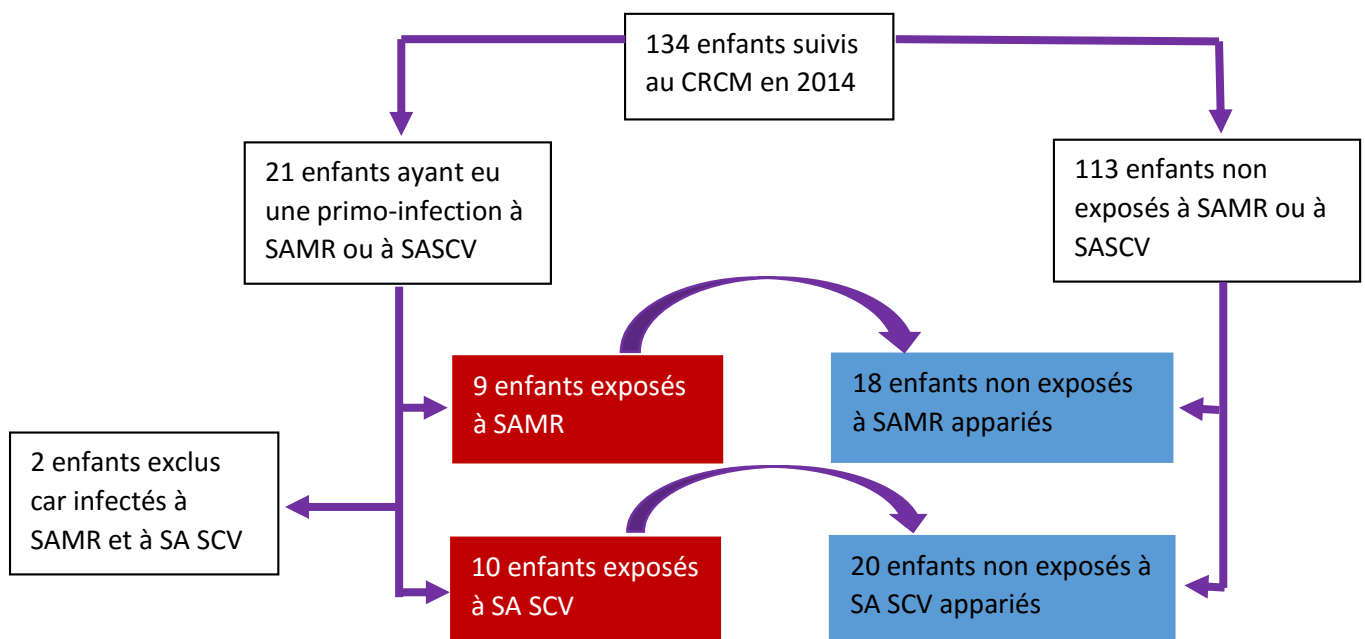 134 enfants suivis
au CRCM en 2014
21 enfants ayant eu
une primo-infection à
SAMR ou à SASCV
113 enfants non
exposés à SAMR ou à
SASCV
9 enfants exposés
à SAMR
18 enfants non exposés
à SAMR appariés
2 enfants exclus
car infectés à
SAMR et à SA SCV
10 enfants exposés
à SA SCV
20 enfants non exposés à
SA SCV appariés